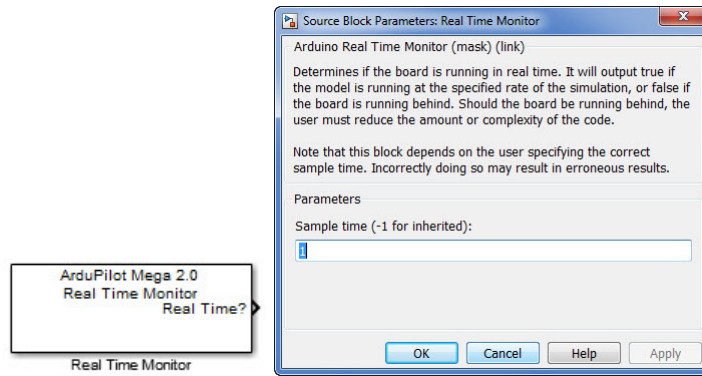 Source Block Parameters: Real Time Monitor
Arduino Real Time Monitor (mask) (link)
Determines if the board is running in real time. It will output true if
the model is running at the specified rate of the simulation, or false if
the board is running behind. Should the board be running behind, the
user must reduce the amount or complexity of the code.
Note that this block depends on the user specifying the correct
sample time. Incorrectly doing so may result in erroneous results.
Parameters
Sample time (-1 for inherited):
1
OK Cancel Help Apply
ArduPilot Mega 2.0
Real Time Monitor
Real Time?
Real Time Monitor